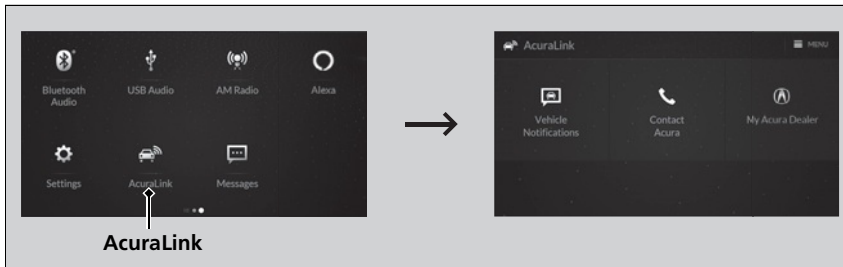 Bluetooth
Audio
USB Audio
AM Radio
Alexa
Settings
AcuraLink
Messages
AcuraLink
AcuraLink
MENU
Vehicle
Notifications
Contact
Acura
My Acura Dealer